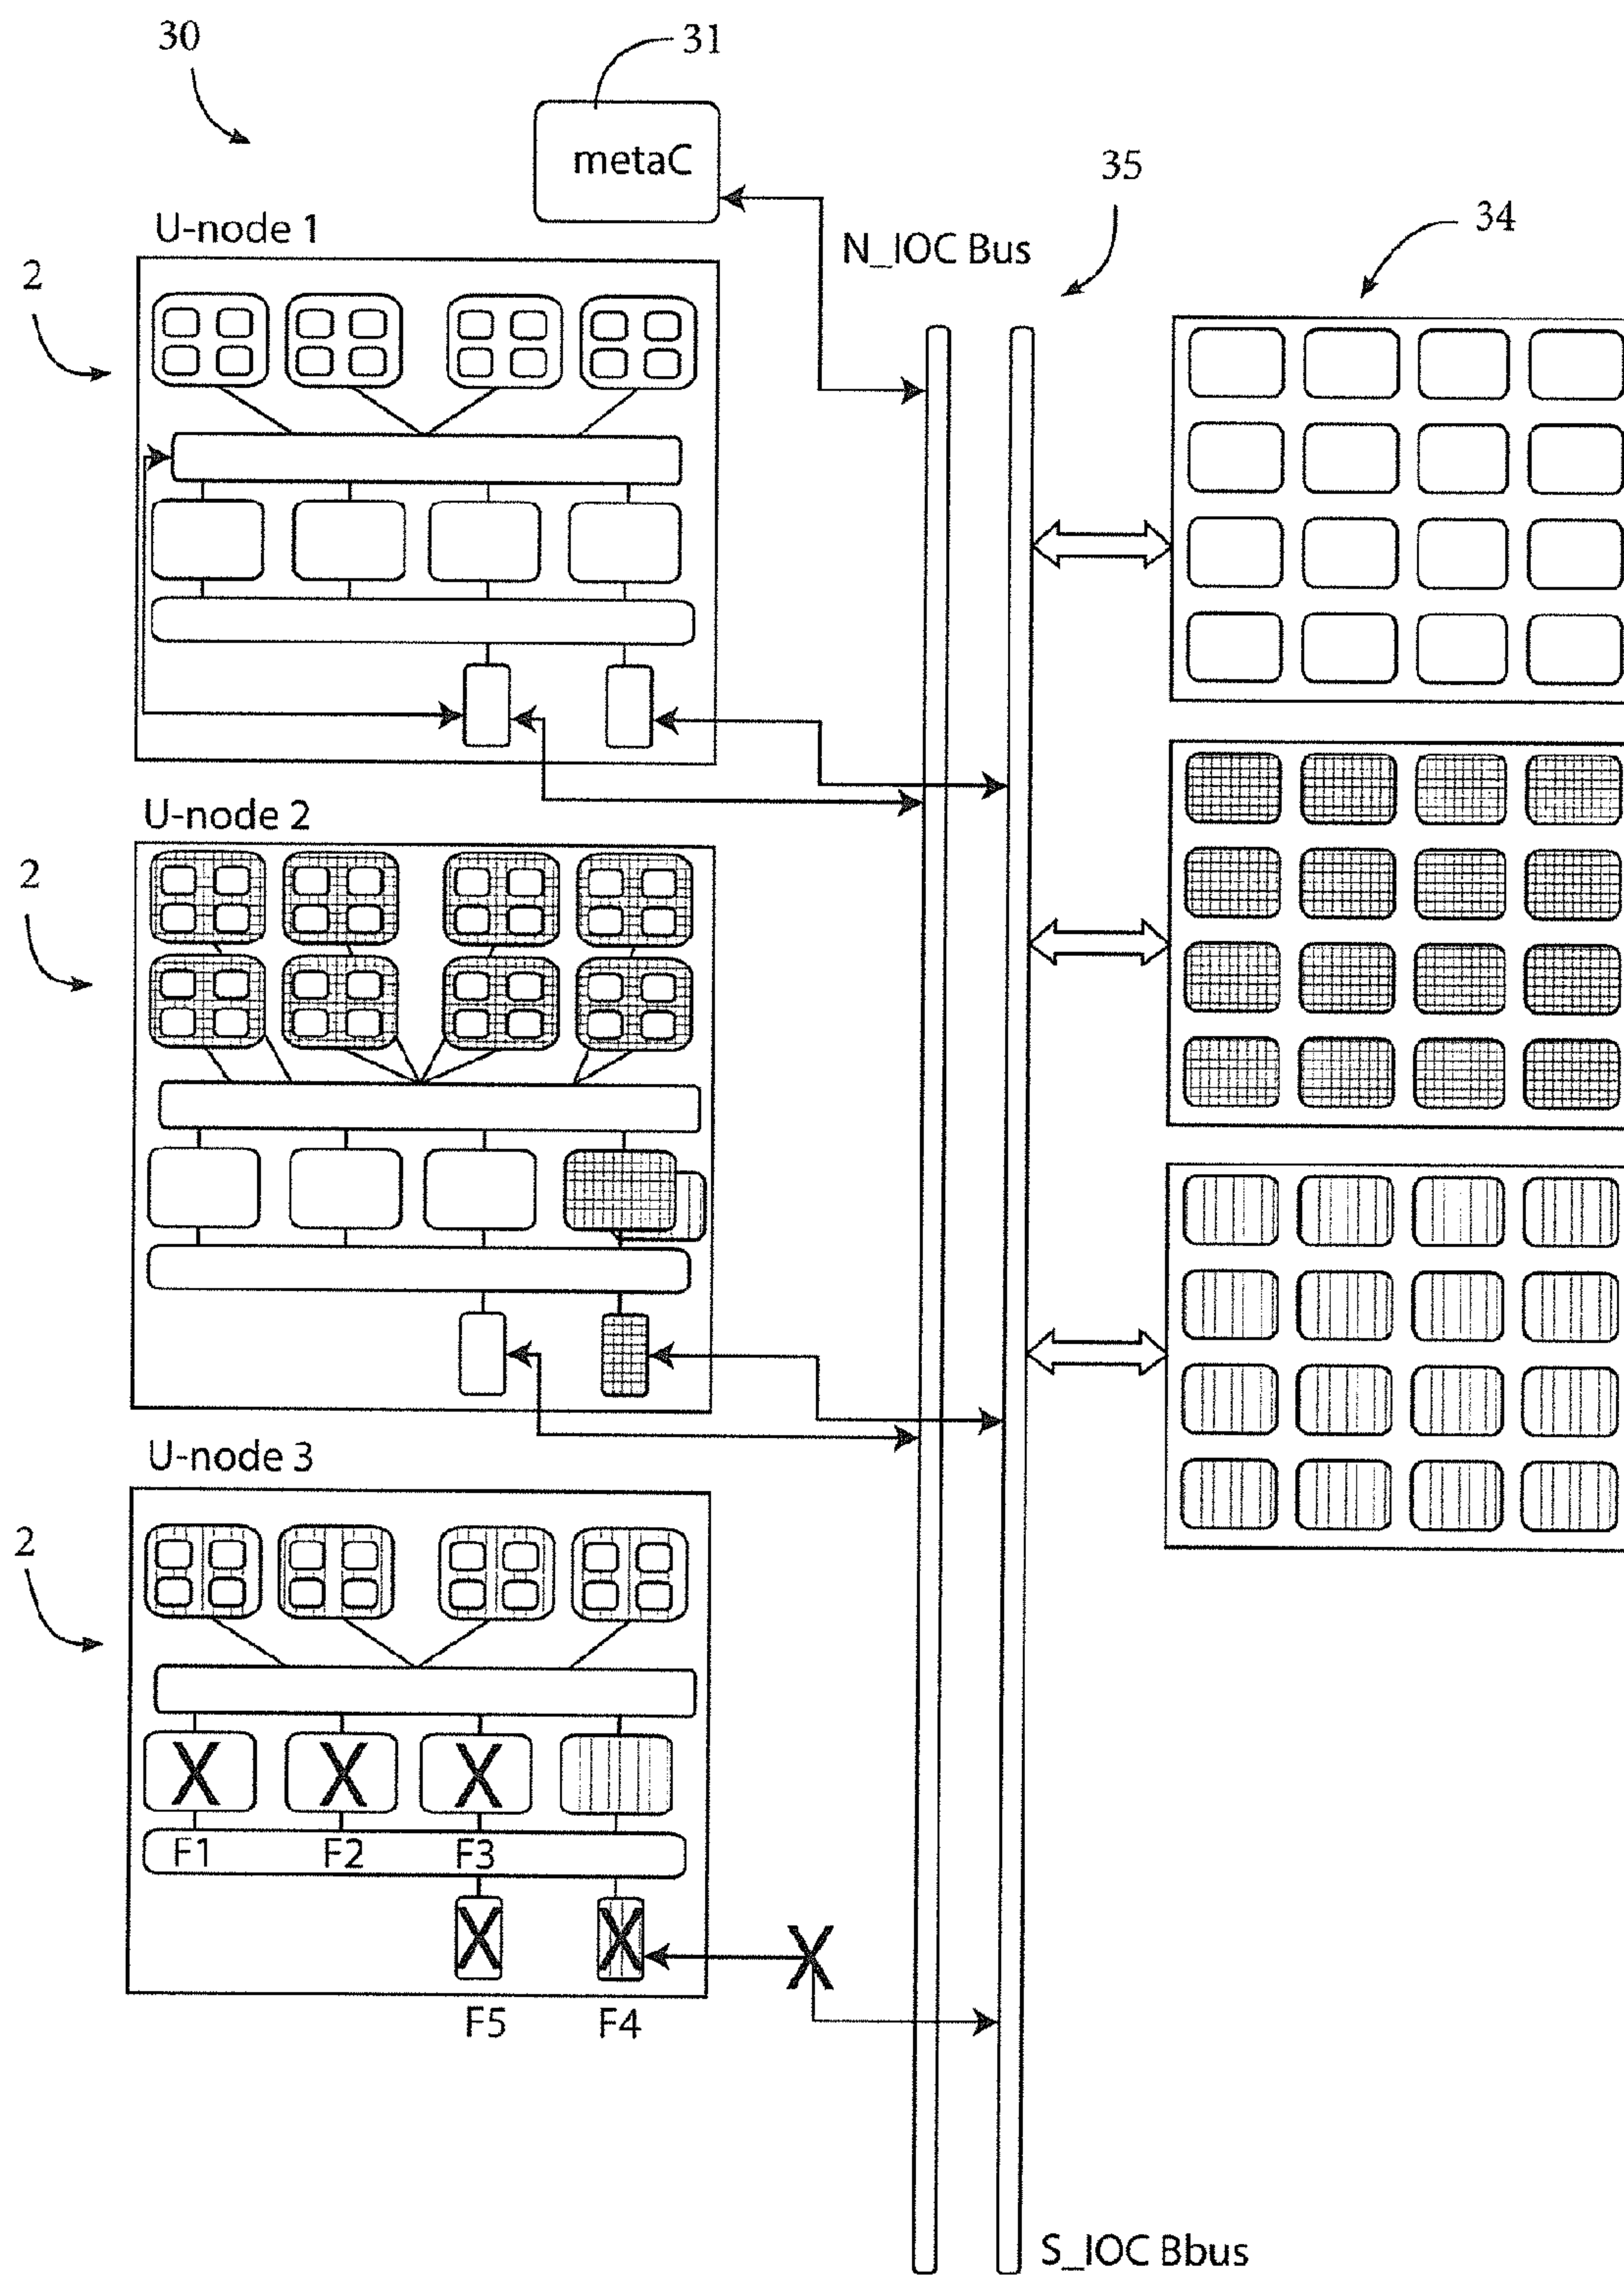 30
31
metaC
35
U-node 1
N_IOC Bus
34
2
U-node 2
2
U-node 3
2
X X X
F1 F2 F3
X X X
F5 F4
S_IOC Bbus